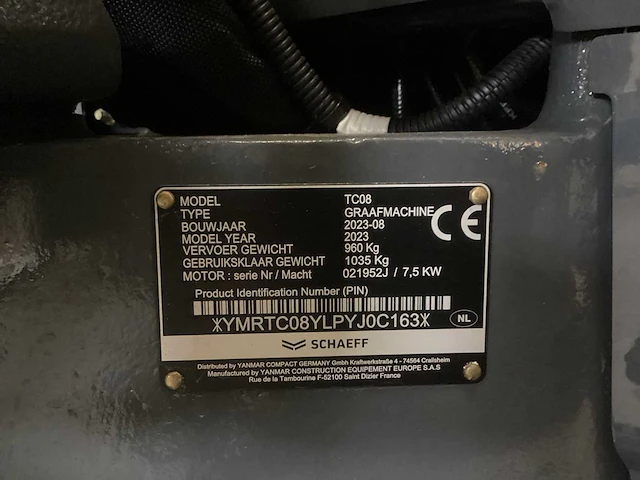 MODEL TC08
TYPE GRAAFMACHINE
BOUWJAAR 2023-08
MODEL YEAR 2023
VERVOER GEWICHT 960 Kg
GEBRUIKSKLAAR GEWICHT 1035 Kg
MOTOR : serie Nr / Macht 021952J / 7,5 KW
CE
Product Identification Number (PIN)
*YMRTC08YLPYJ0C163*
NL
SCHAEFF
Distributed by YANMAR COMPACT GERMANY Gmbh Kraftwerkstraße 4 - 74564 Crailsheim
Manufactured by YANMAR CONSTRUCTION EQUIPEMENT EUROPE S.A.S
Rue de la Tambourine F-52100 Saint Dizier France